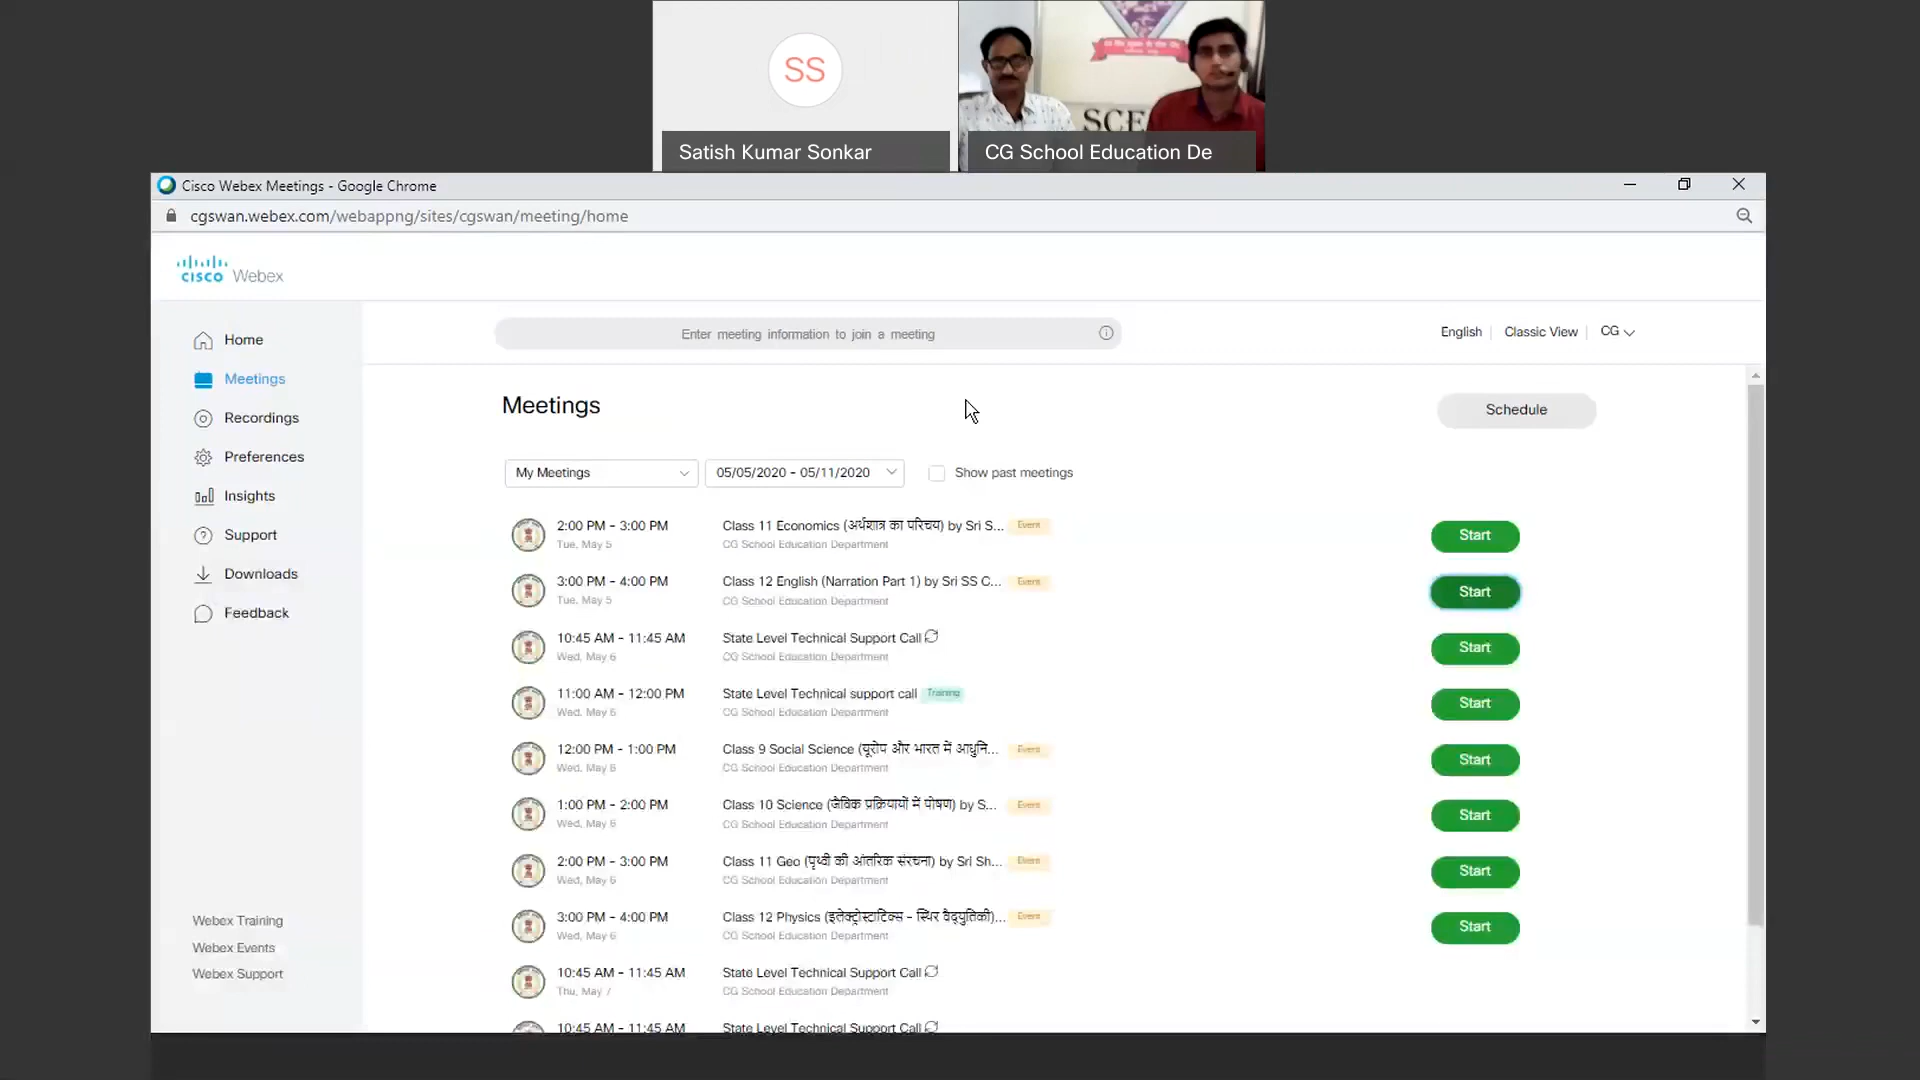 SS
Satish Kumar Sonkar
CG School Education De
Cisco Webex Meetings - Google Chrome
cgswan.webex.com/webappng/sites/cgswan/meeting/home
CISCO Webex
Enter meeting information to join a meeting
English
Classic View
CG
Home
Meetings
Recordings
Preferences
Insights
Support
Downloads
Feedback
Webex Training
Webex Events
Webex Support
Meetings
Schedule
My Meetings
05/05/2020 - 05/11/2020
Show past meetings
2:00 PM - 3:00 PM Class 11 Economics (अर्थशात्र का परिचय) by Sri S... Event Start
Tue, May 5 CG School Education Department
3:00 PM - 4:00 PM Class 12 English (Narration Part 1) by Sri SS C... Event Start
Tue, May 5 CG School Education Department
10:45 AM - 11:45 AM State Level Technical Support Call Start
Wed, May 6 CG School Education Department
11:00 AM - 12:00 PM State Level Technical support call Training Start
Wed, May 6 CG School Education Department
12:00 PM - 1:00 PM Class 9 Social Science (यूरोप और भारत में आधुनि... Event Start
Wed, May 6 CG School Education Department
1:00 PM - 2:00 PM Class 10 Science (जैविक प्रक्रियायों में पोषण) by S... Event Start
Wed, May 6 CG School Education Department
2:00 PM - 3:00 PM Class 11 Geo (पृथ्वी की आंतरिक संरचना) by Sri Sh... Event Start
Wed, May 6 CG School Education Department
3:00 PM - 4:00 PM Class 12 Physics (इलेक्ट्रोस्टाटिक्स - स्थिर वैद्युतिकी)... Event Start
Wed, May 6 CG School Education Department
10:45 AM - 11:45 AM State Level Technical Support Call
Thu, May 7 CG School Education Department
10:45 AM - 11:45 AM State Level Technical Support Call